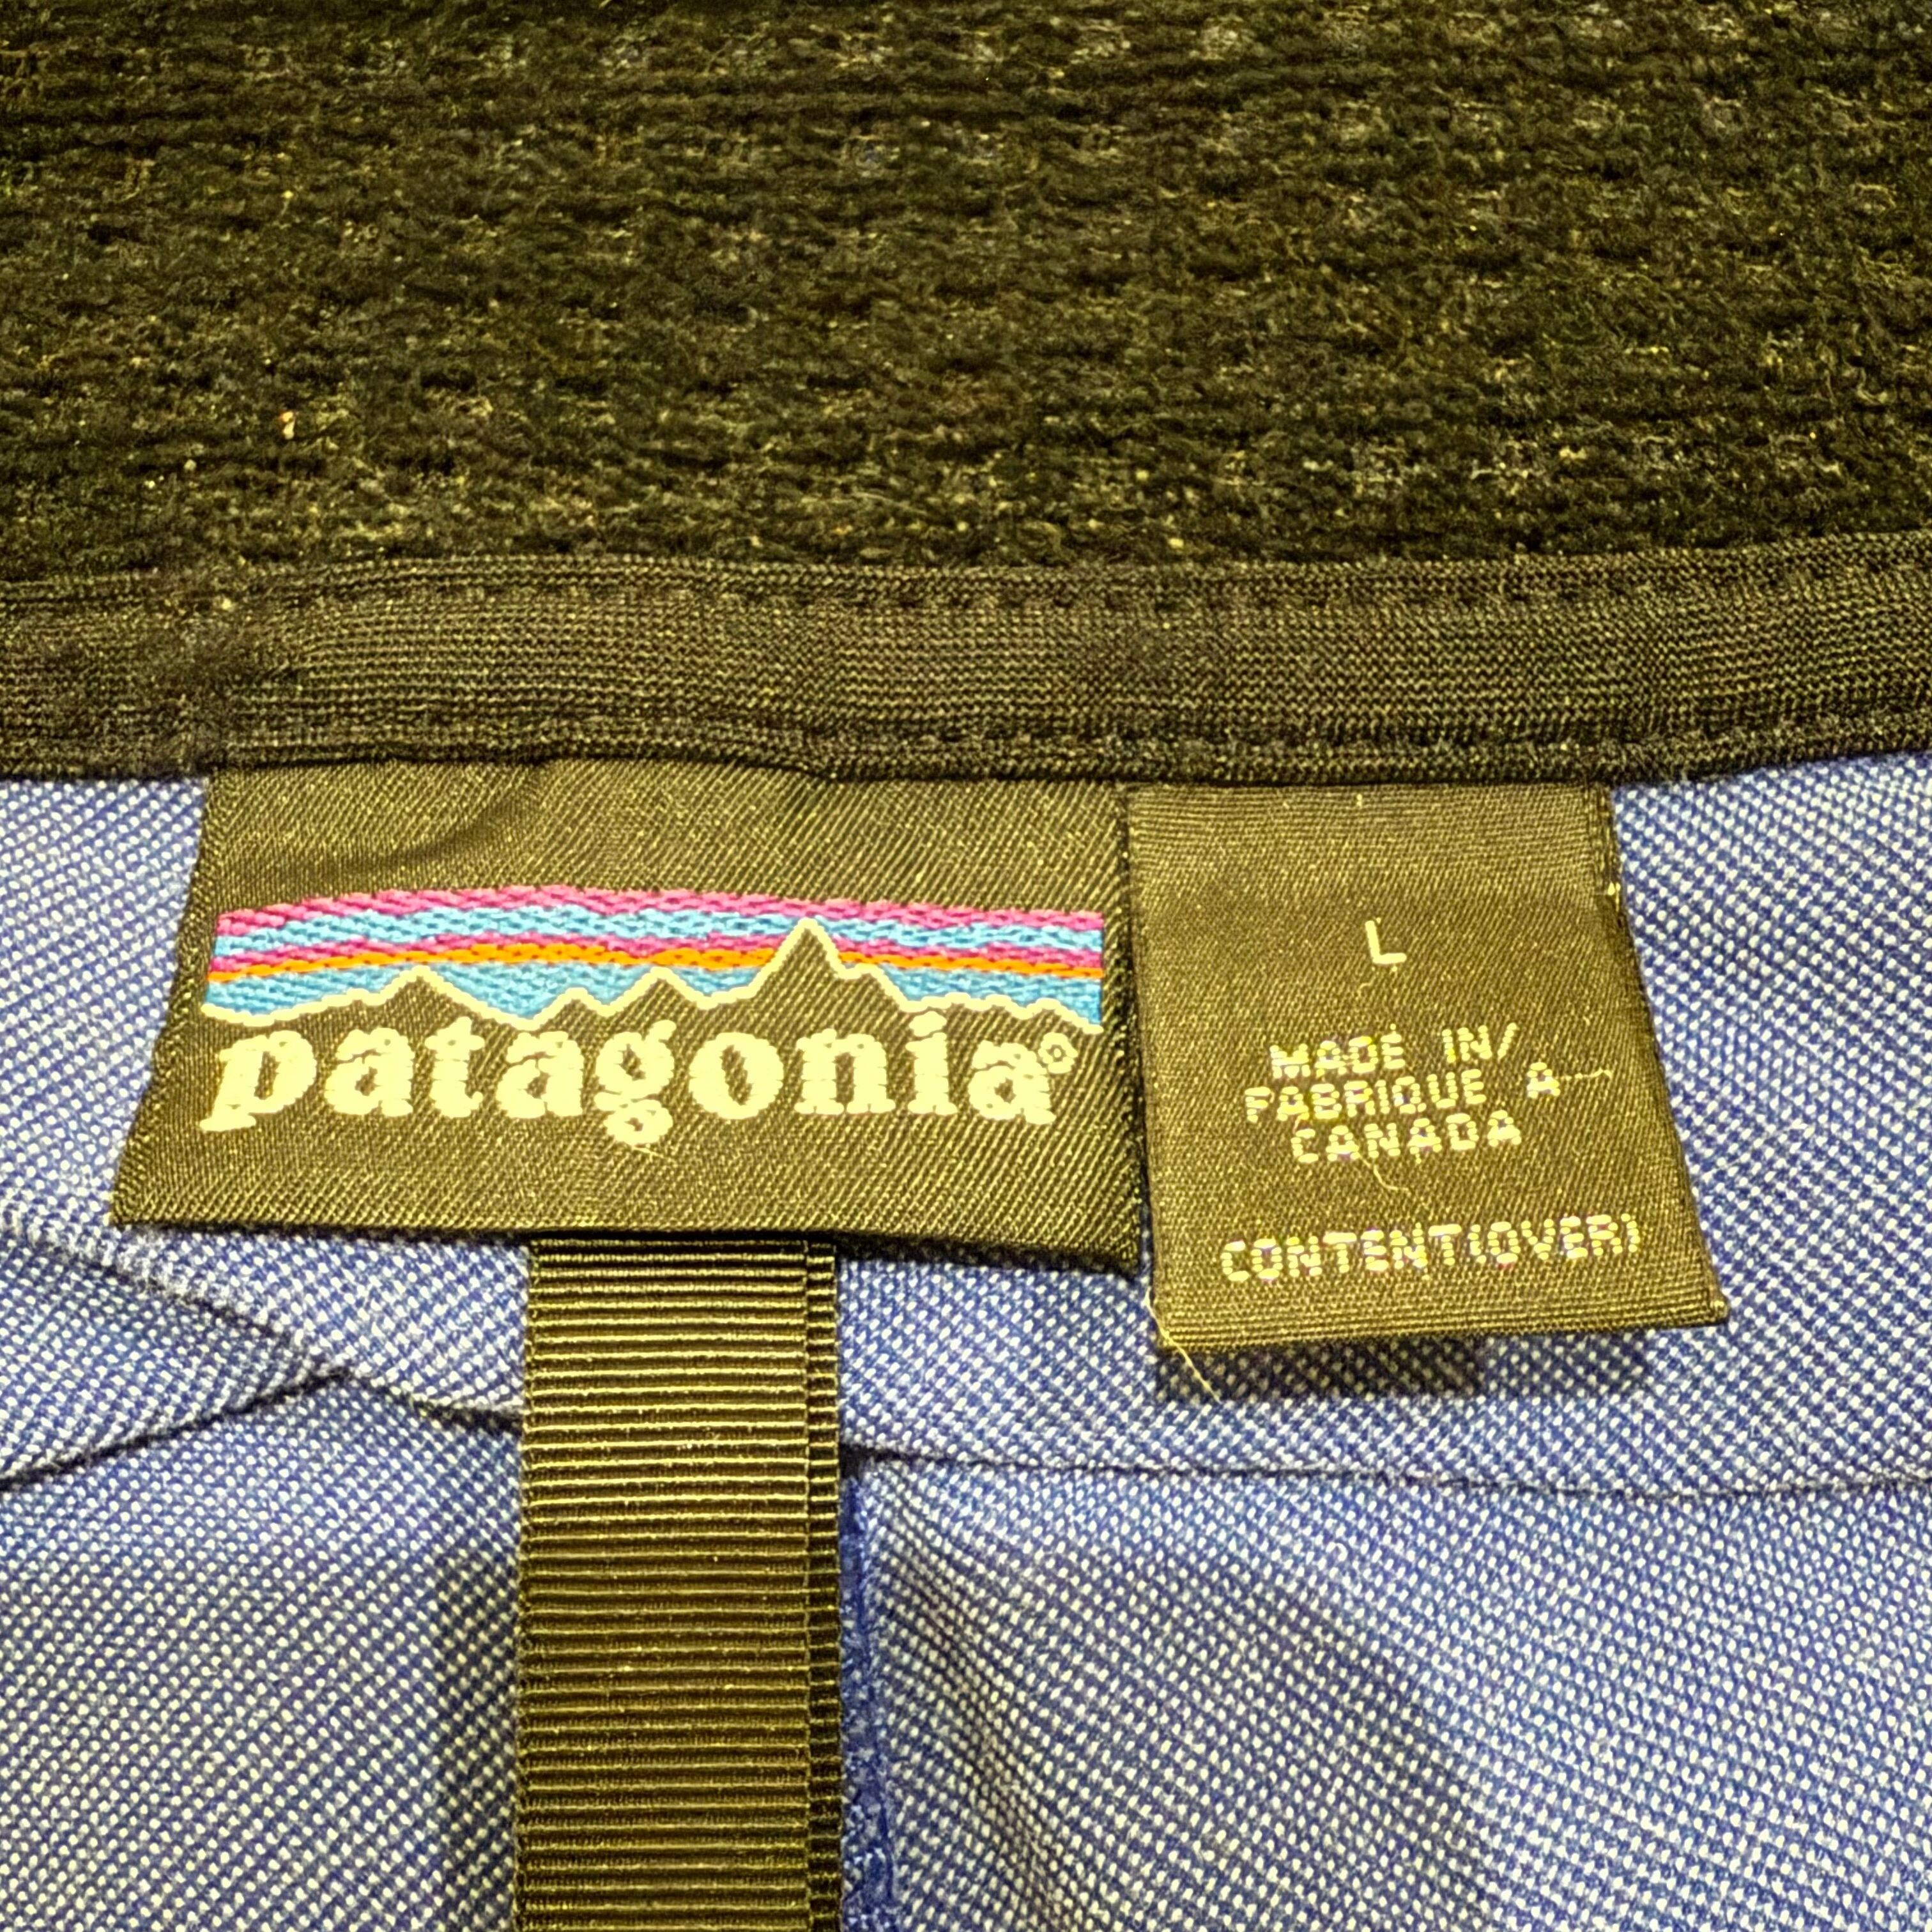 patagonia®
L
MADE IN/
FABRIQUE A
CANADA
CONTENT(OVER)